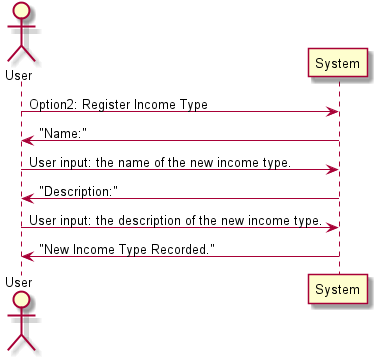 User
System
Option2: Register Income Type
"Name:"
User input: the name of the new income type.
"Description:"
User input: the description of the new income type.
"New Income Type Recorded."
User
System